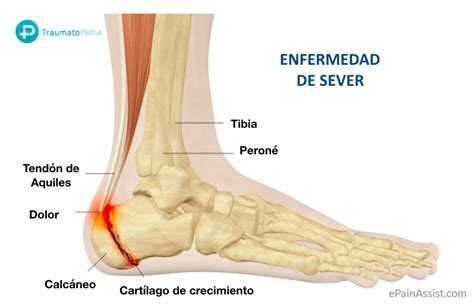 TraumatoPedia
ENFERMEDAD
DE SEVER
Tibia
Peroné
Tendón de
Aquiles
Dolor
Calcáneo
Cartílago de crecimiento
ePainAssist.com